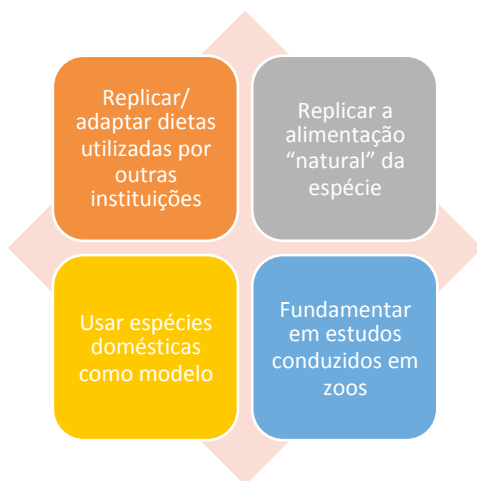 Replicar/
adaptar dietas
utilizadas por
outras
instituições
Replicar a
alimentação
“natural” da
espécie
Usar espécies
domésticas
como modelo
Fundamentar
em estudos
conduzidos em
zoos